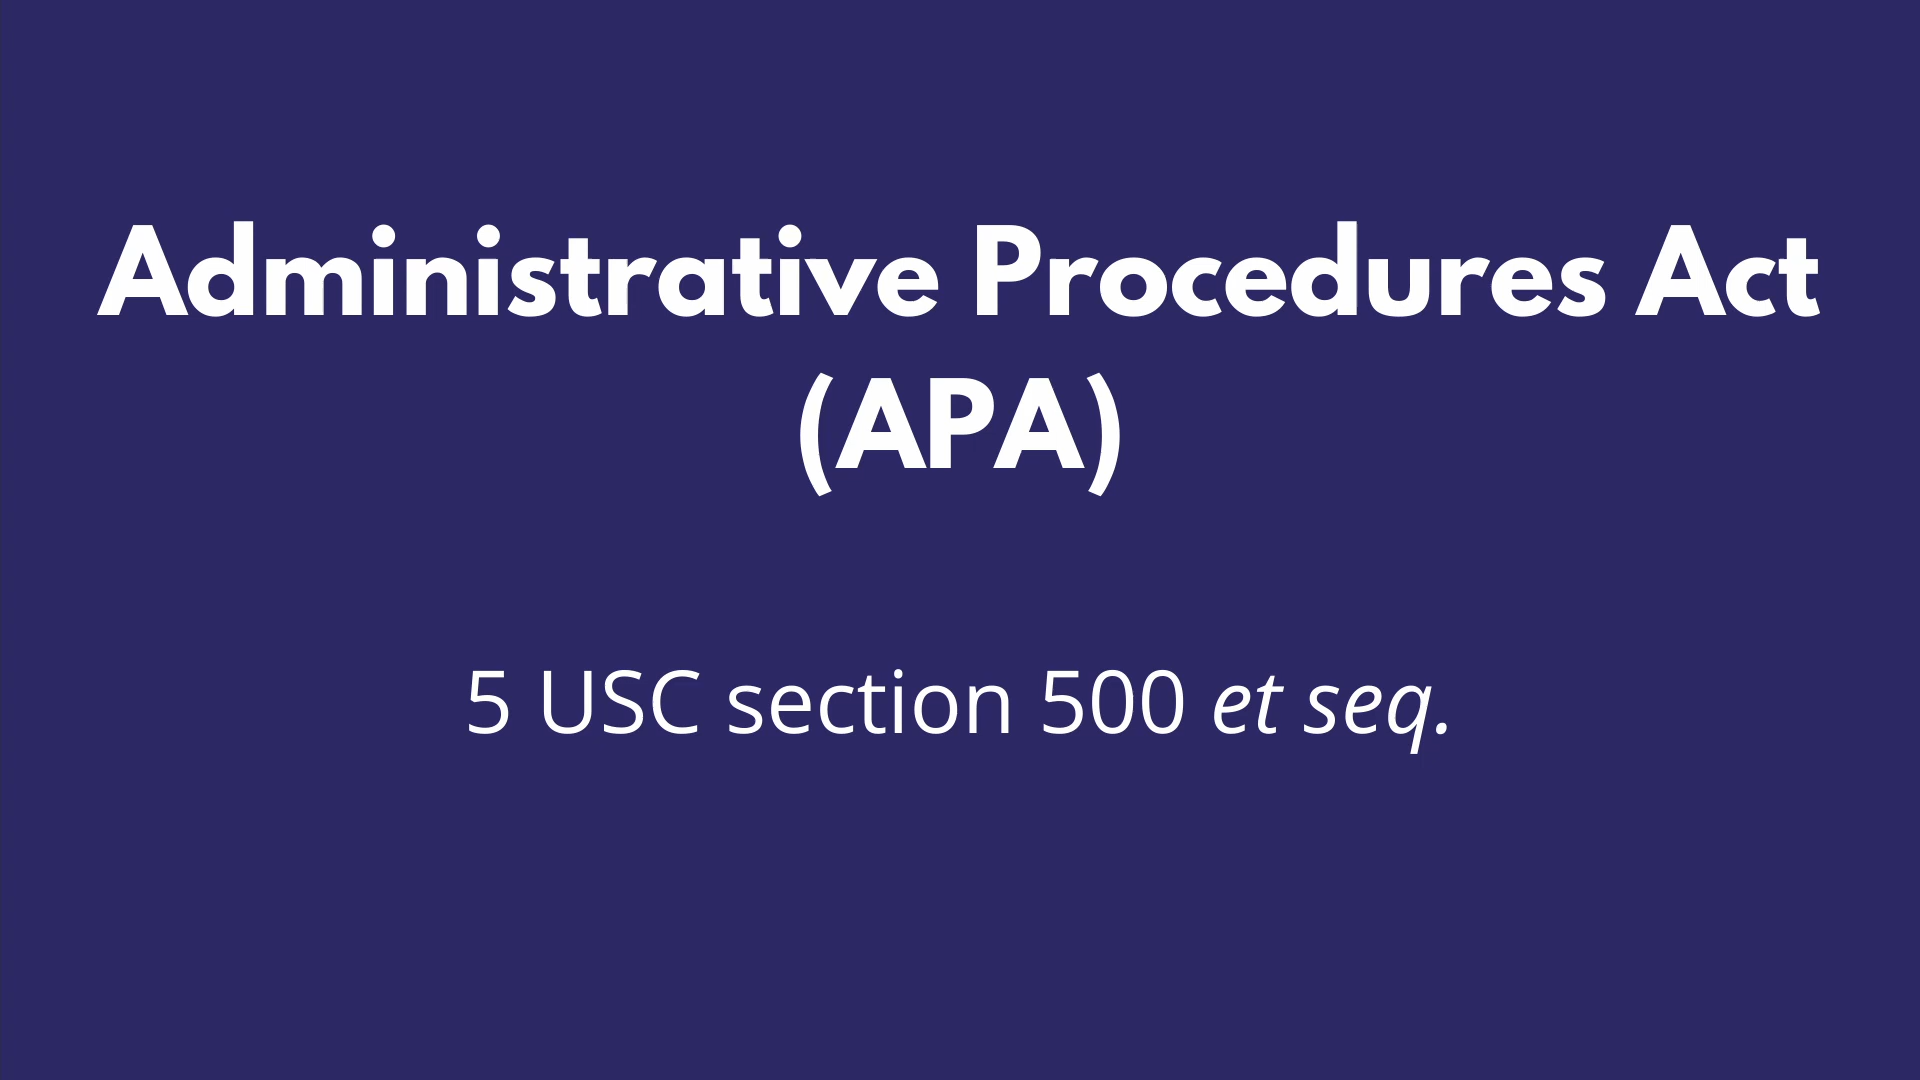 Administrative Procedures Act
(APA)
5 USC section 500 et seq.